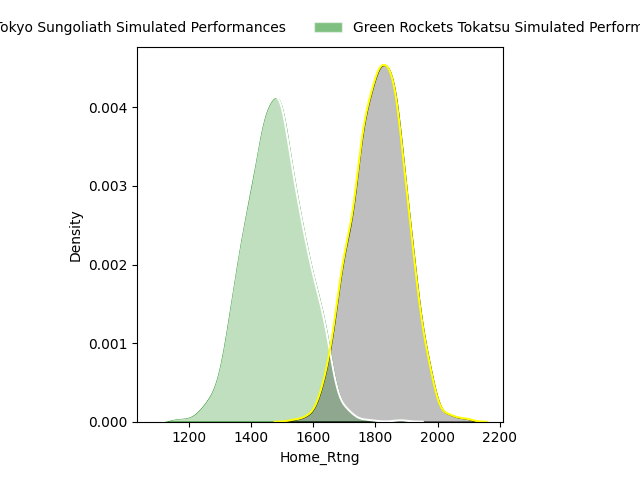 Tokyo Sungoliath Simulated Performances Green Rockets Tokatsu Simulated Perform
0.004
0.003
0.002
0.001
0.000
Density
1200 1400 1600 1800 2000 2200
Home_Rtng